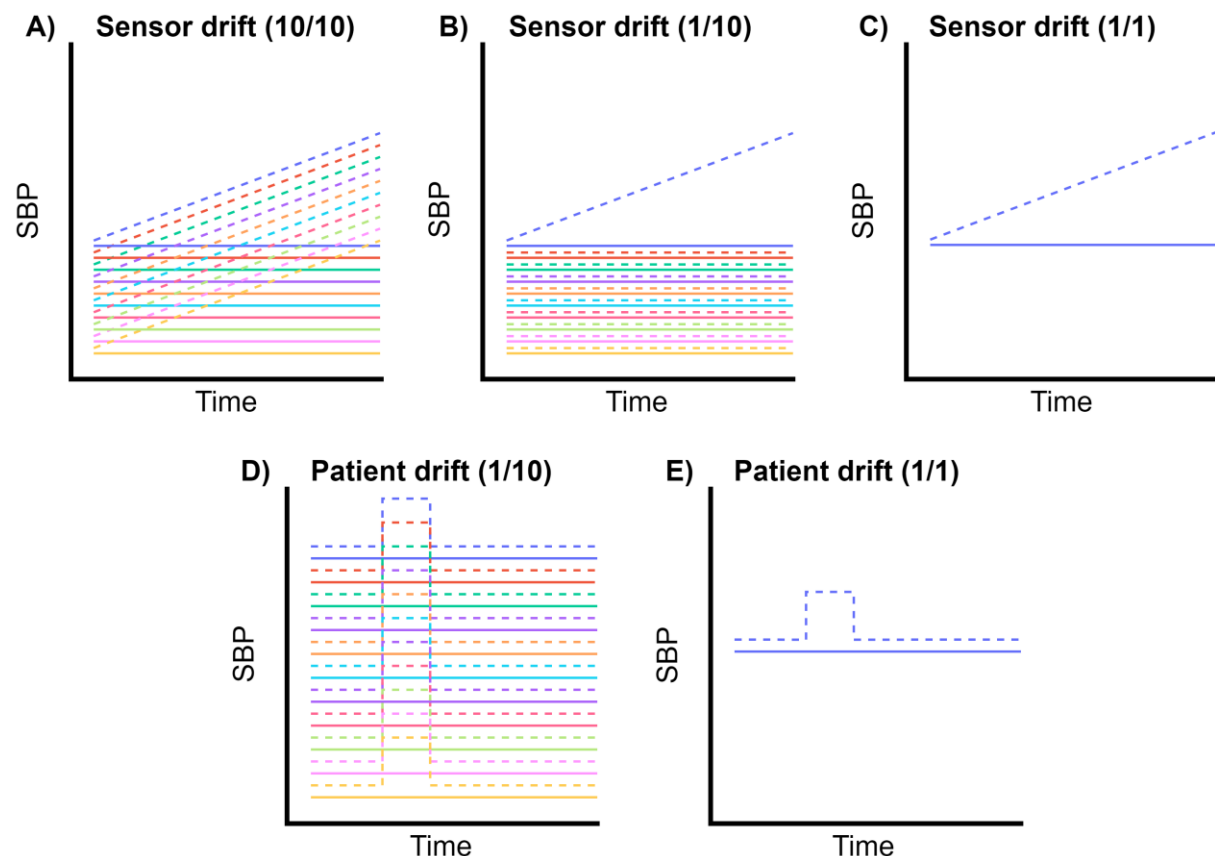 A) Sensor drift (10/10)
B) Sensor drift (1/10)
C) Sensor drift (1/1)
SBP
SBP
SBP
Time
Time
Time
D) Patient drift (1/10)
E) Patient drift (1/1)
SBP
SBP
Time
Time